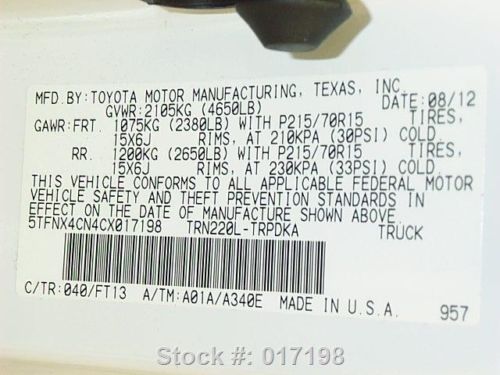 MFD.BY:TOYOTA MOTOR MANUFACTURING, TEXAS, INC.
GVWR:2105KG (4650LB) DATE:08/12
GAWR:FRT. 1075KG (2380LB) WITH P215/70R15 TIRES,
15X6J RIMS, AT 210KPA (30PSI) COLD.
RR. 1200KG (2650LB) WITH P215/70R15 TIRES,
15X6J RIMS, AT 230KPA (33PSI) COLD.
THIS VEHICLE CONFORMS TO ALL APPLICABLE FEDERAL MOTOR
VEHICLE SAFETY AND THEFT PREVENTION STANDARDS IN
EFFECT ON THE DATE OF MANUFACTURE SHOWN ABOVE.
5TFNX4CN4CX017198 TRN220L-TRPDKA TRUCK
C/TR:040/FT13 A/TM:A01A/A340E MADE IN U.S.A. 957
Stock #: 017198